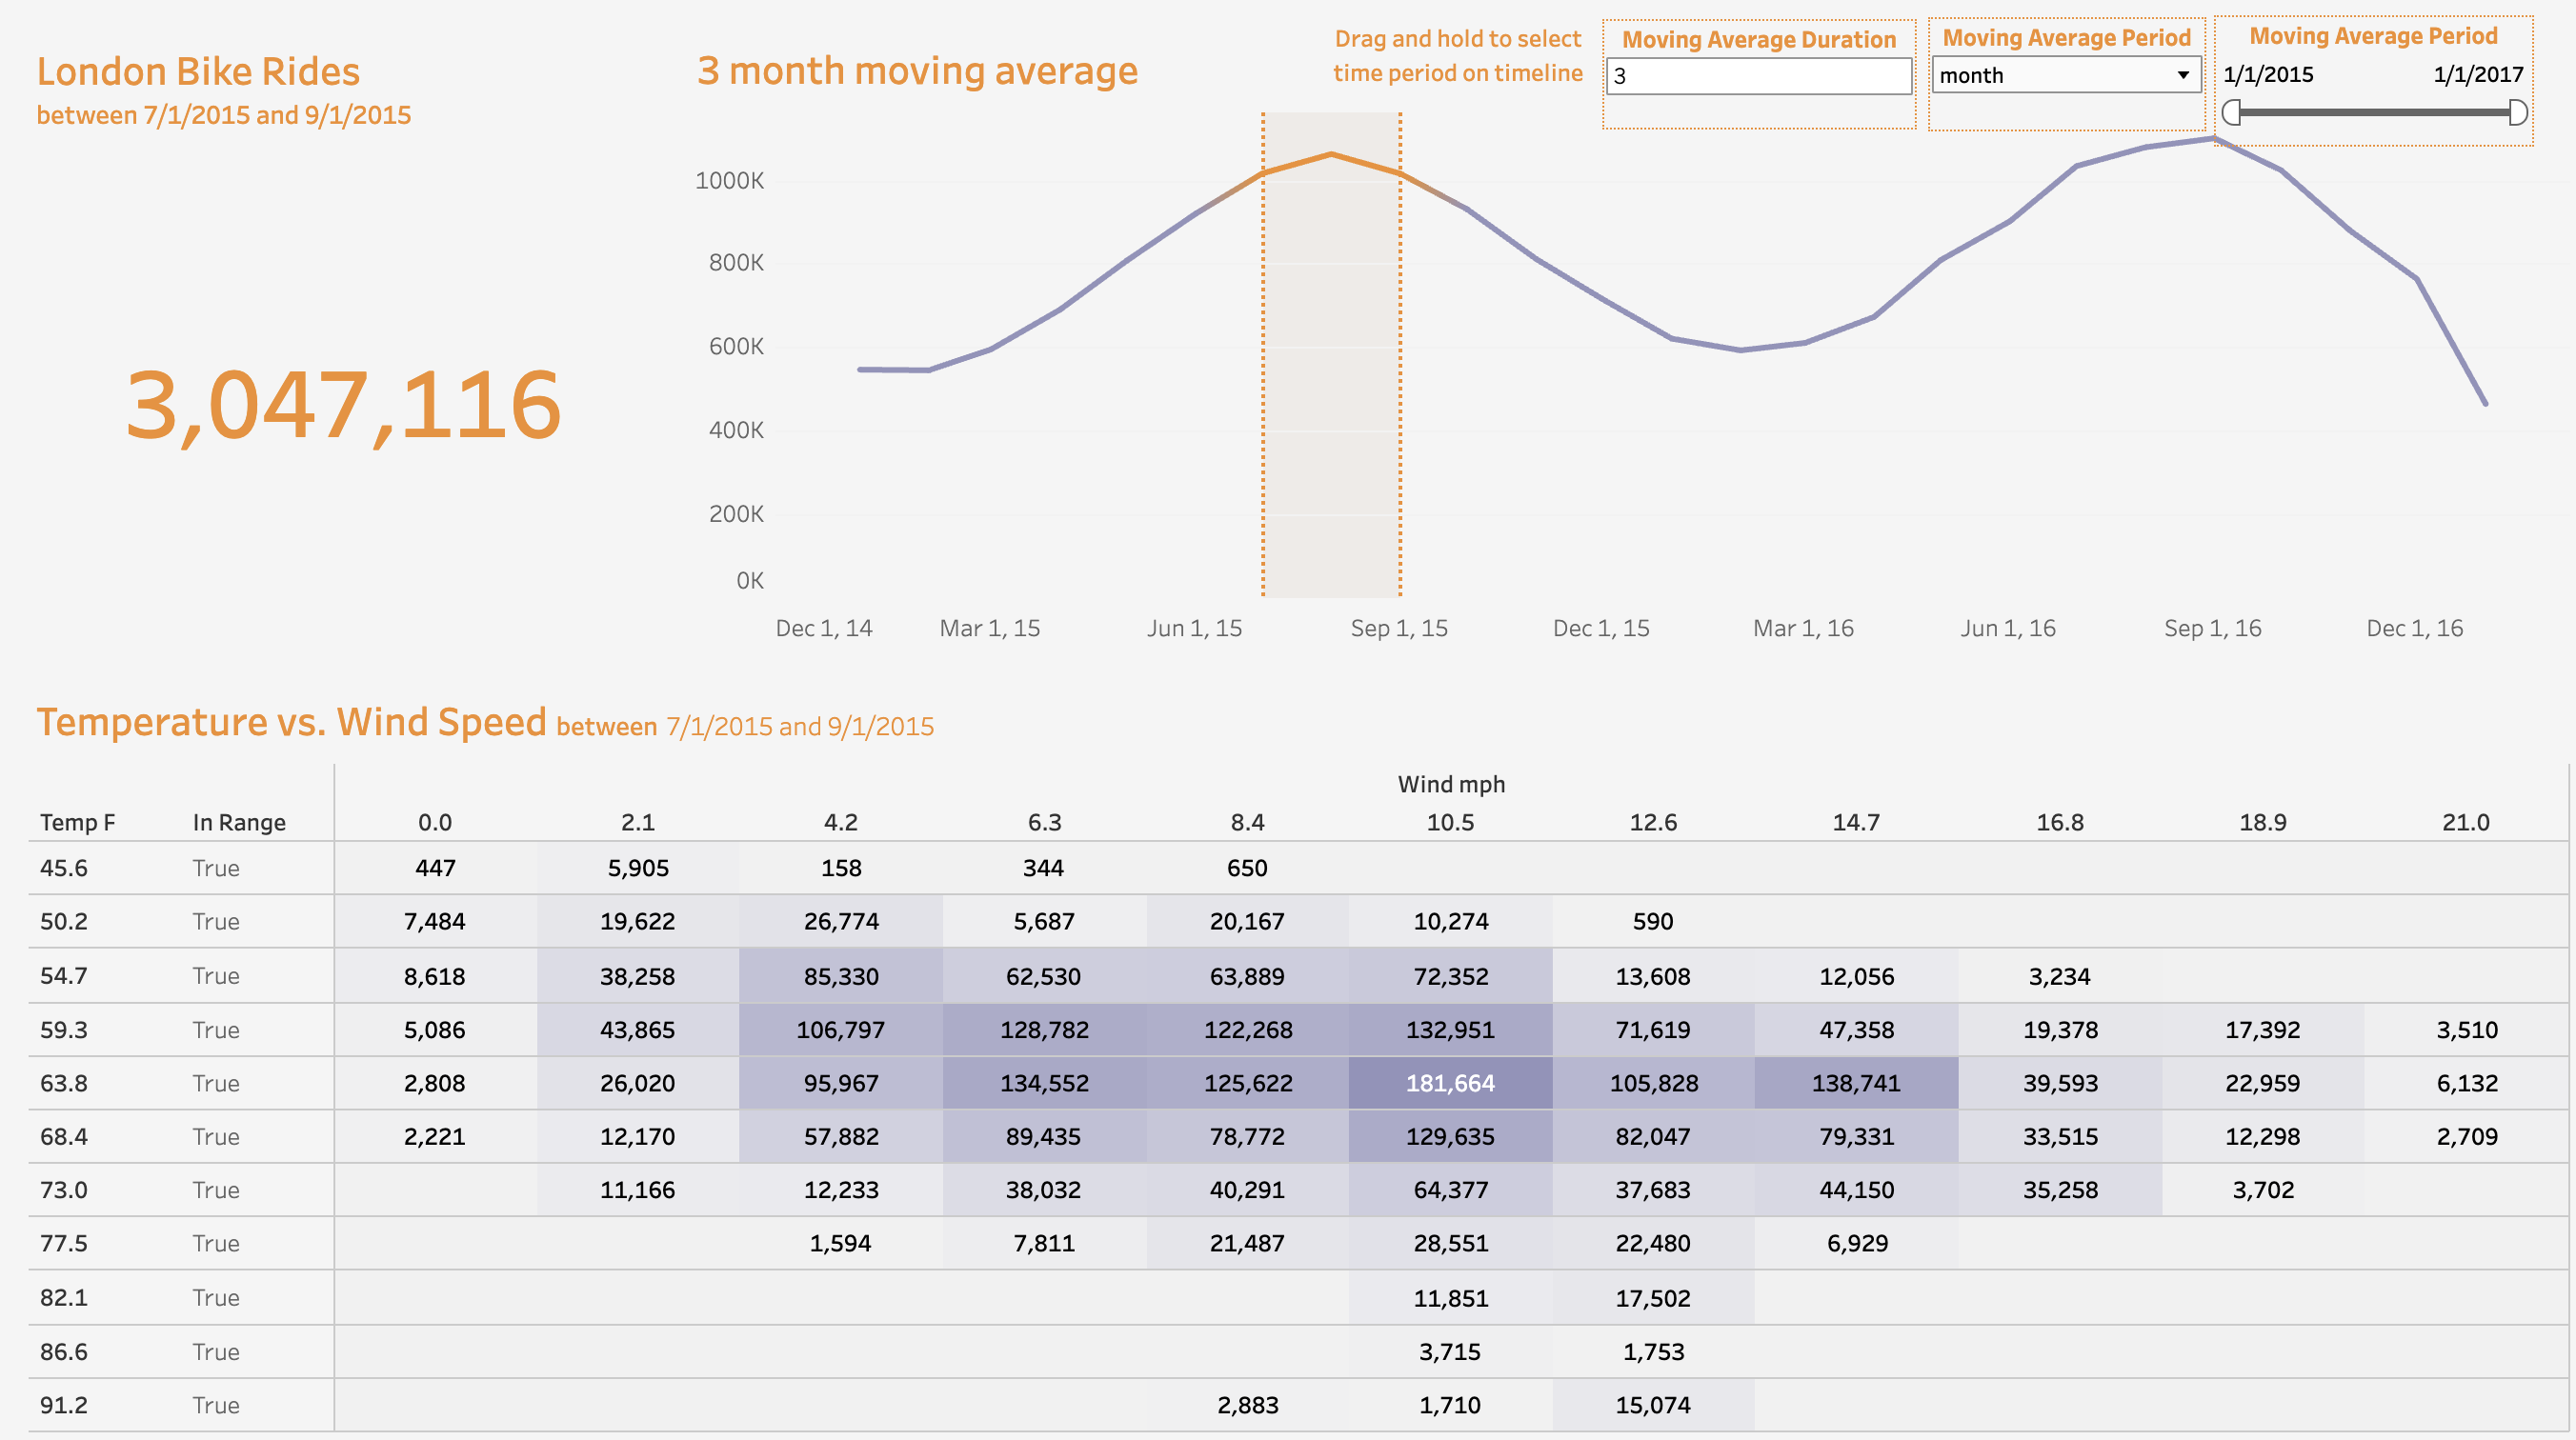 London Bike Rides
between 7/1/2015 and 9/1/2015
3,047,116
3 month moving average
Drag and hold to select
time period on timeline
Moving Average Duration
3
Moving Average Period
month
Moving Average Period
1/1/2015 1/1/2017
1000K
800K
600K
400K
200K
0K
Dec 1, 14 Mar 1, 15 Jun 1, 15 Sep 1, 15 Dec 1, 15 Mar 1, 16 Jun 1, 16 Sep 1, 16 Dec 1, 16
Temperature vs. Wind Speed between 7/1/2015 and 9/1/2015
Wind mph
Temp F In Range 0.0 2.1 4.2 6.3 8.4 10.5 12.6 14.7 16.8 18.9 21.0
45.6 True 447 5,905 158 344 650
50.2 True 7,484 19,622 26,774 5,687 20,167 10,274 590
54.7 True 8,618 38,258 85,330 62,530 63,889 72,352 13,608 12,056 3,234
59.3 True 5,086 43,865 106,797 128,782 122,268 132,951 71,619 47,358 19,378 17,392 3,510
63.8 True 2,808 26,020 95,967 134,552 125,622 181,664 105,828 138,741 39,593 22,959 6,132
68.4 True 2,221 12,170 57,882 89,435 78,772 129,635 82,047 79,331 33,515 12,298 2,709
73.0 True 11,166 12,233 38,032 40,291 64,377 37,683 44,150 35,258 3,702
77.5 True 1,594 7,811 21,487 28,551 22,480 6,929
82.1 True 11,851 17,502
86.6 True 3,715 1,753
91.2 True 2,883 1,710 15,074